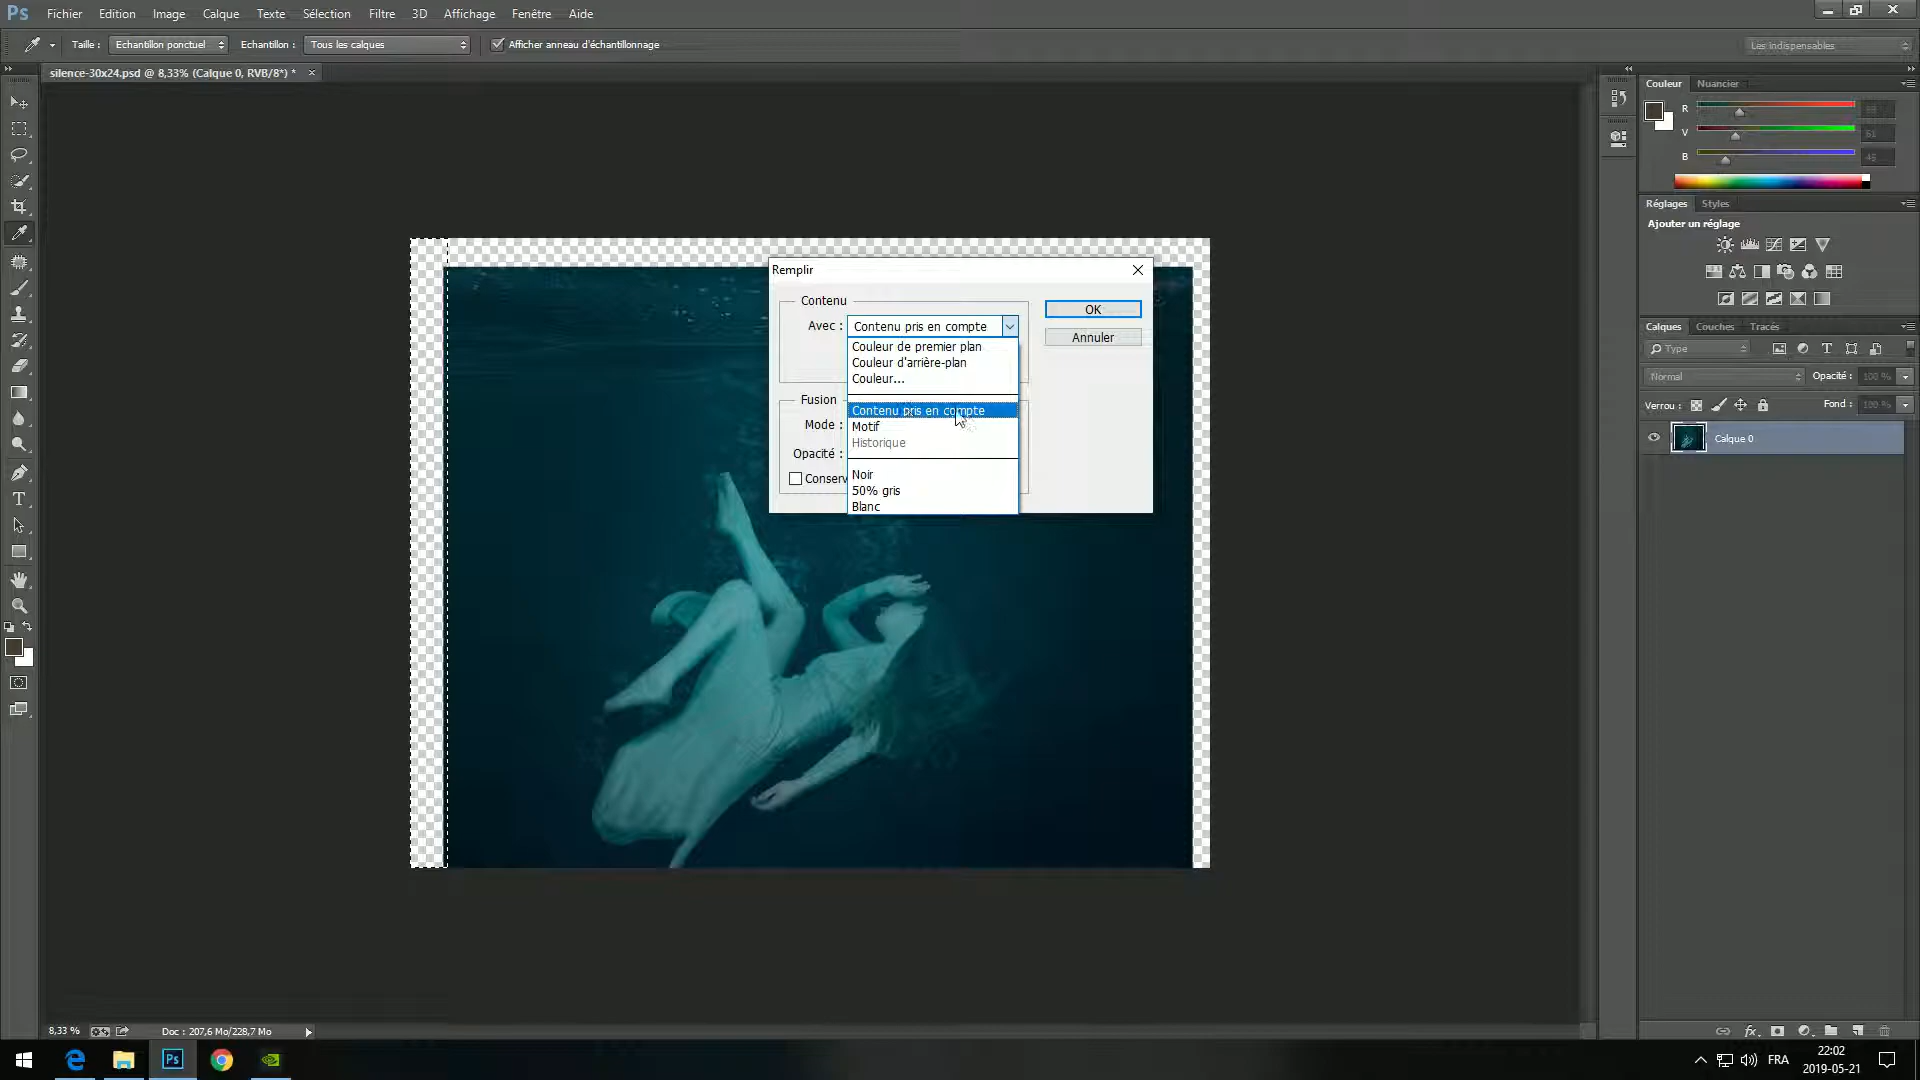 Ps Fichier Edition Image Calque Texte Sélection Filtre 3D Affichage Fenêtre Aide
Taille : Echantillon ponctuel Echantillon : Tous les calques Afficher anneau d'échantillonnage Les indispensables
silence-30x24.psd @ 8,33% (Calque 0, RVB/8*) * ×
Couleur Nuancier
R
V 61
B
Réglages Styles
Ajouter un réglage
Calques Couches Tracés
Type
Normal Opacité : 100 %
Verrou : Fond : 100 %
Calque 0
Remplir
Contenu
Avec : Contenu pris en compte
OK
Annuler
Couleur de premier plan
Couleur d'arrière-plan
Couleur...
Contenu pris en compte
Motif
Historique
Noir
50% gris
Blanc
Fusion
Mode :
Opacité :
Conserv
8,33 % Doc : 207,6 Mo/228,7 Mo
Ps
FRA
22:02
2019-05-21